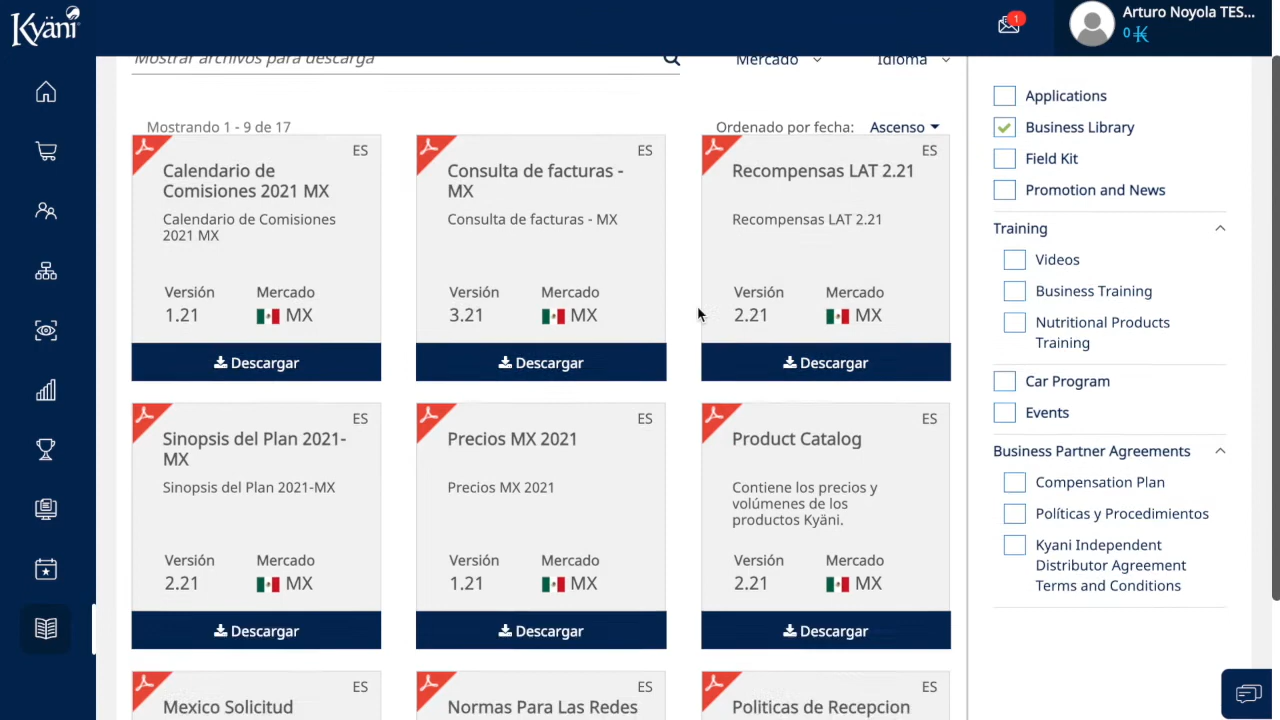 Kyäni
1
Arturo Noyola TES...
0
Mostrar archivos para descarga
Mercado
Idioma
Mostrando 1 - 9 de 17
Ordenado por fecha:
Ascenso
ES
Calendario de
Comisiones 2021 MX
Calendario de Comisiones
2021 MX
Versión
Mercado
1.21
MX
Descargar
ES
Consulta de facturas -
MX
Consulta de facturas - MX
Versión
Mercado
3.21
MX
Descargar
ES
Recompensas LAT 2.21
Recompensas LAT 2.21
Versión
Mercado
2.21
MX
Descargar
ES
Sinopsis del Plan 2021-
MX
Sinopsis del Plan 2021-MX
Versión
Mercado
2.21
MX
Descargar
ES
Precios MX 2021
Precios MX 2021
Versión
Mercado
1.21
MX
Descargar
ES
Product Catalog
Contiene los precios y
volúmenes de los
productos Kyäni.
Versión
Mercado
2.21
MX
Descargar
ES
Mexico Solicitud
ES
Normas Para Las Redes
ES
Politicas de Recepcion
Applications
Business Library
Field Kit
Promotion and News
Training
Videos
Business Training
Nutritional Products
Training
Car Program
Events
Business Partner Agreements
Compensation Plan
Políticas y Procedimientos
Kyani Independent
Distributor Agreement
Terms and Conditions